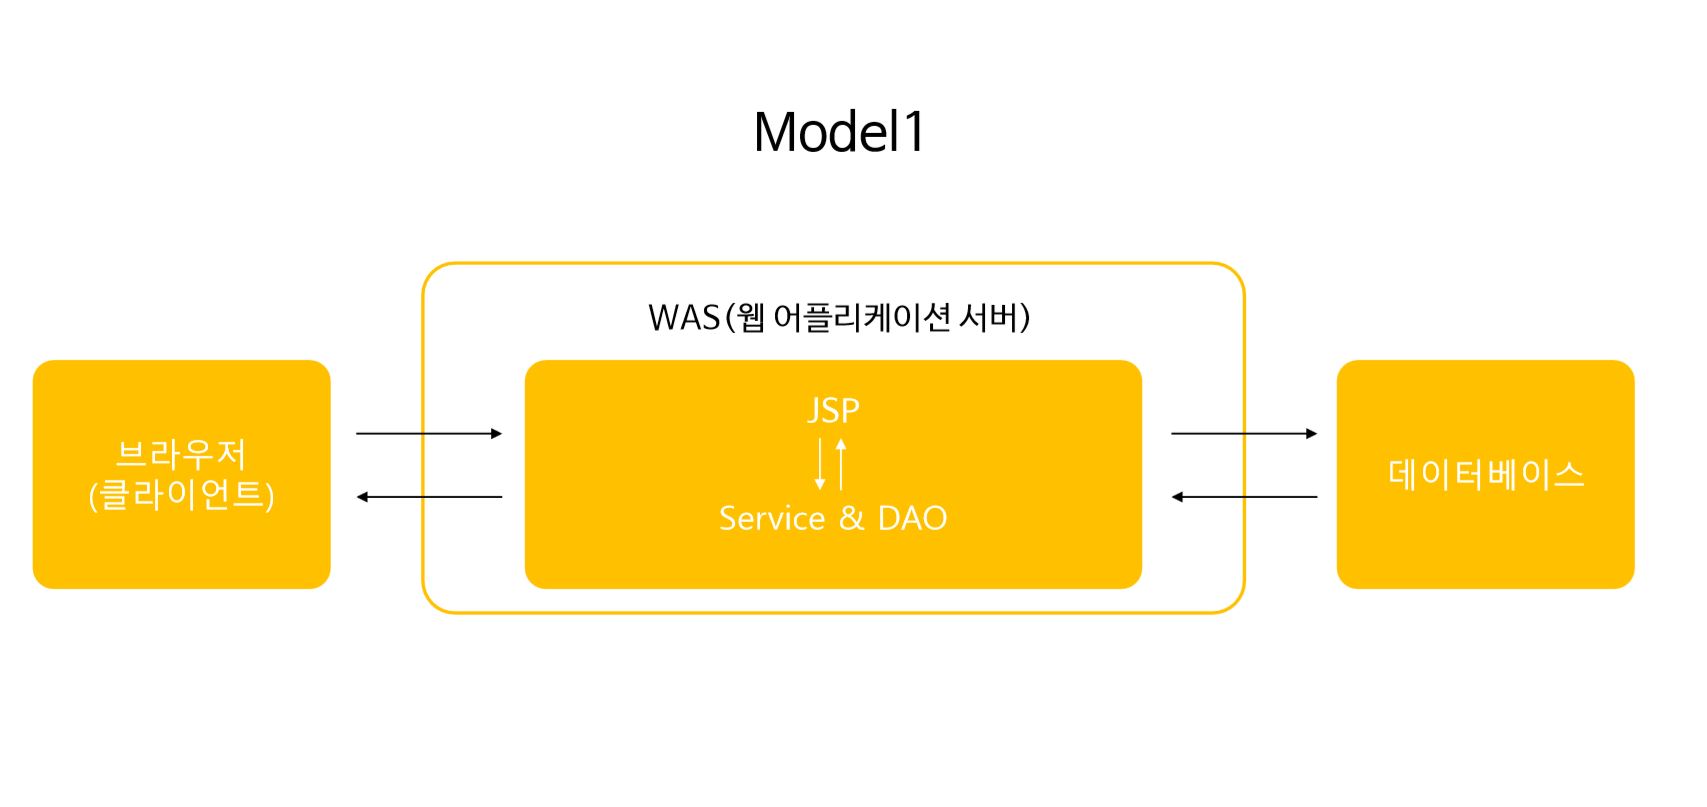 Model1
WAS(웹 어플리케이션 서버)
브라우저
(클라이언트)
JSP
Service & DAO
데이터베이스